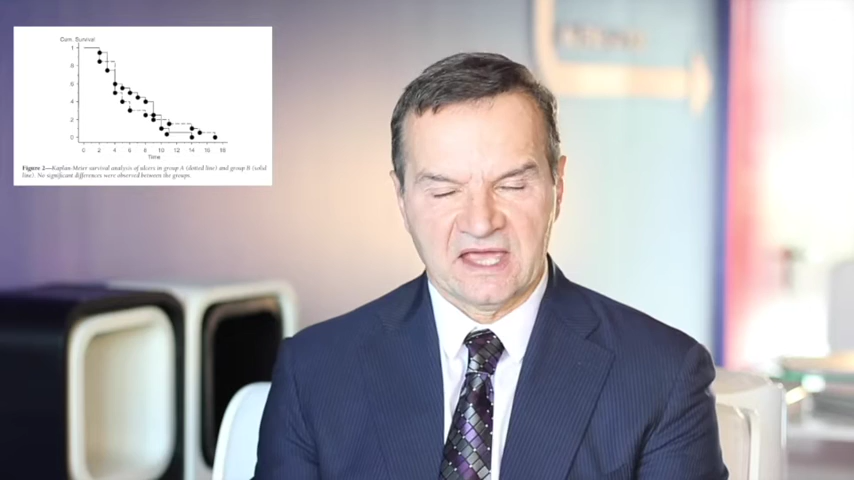 Cum. Survival
1
.8
.6
.4
.2
0
0 2 4 6 8 10 12 14 16 18
Time
Figure 2—Kaplan-Meier survival analysis of ulcers in group A (dotted line) and group B (solid
line). No significant differences were observed between the groups.